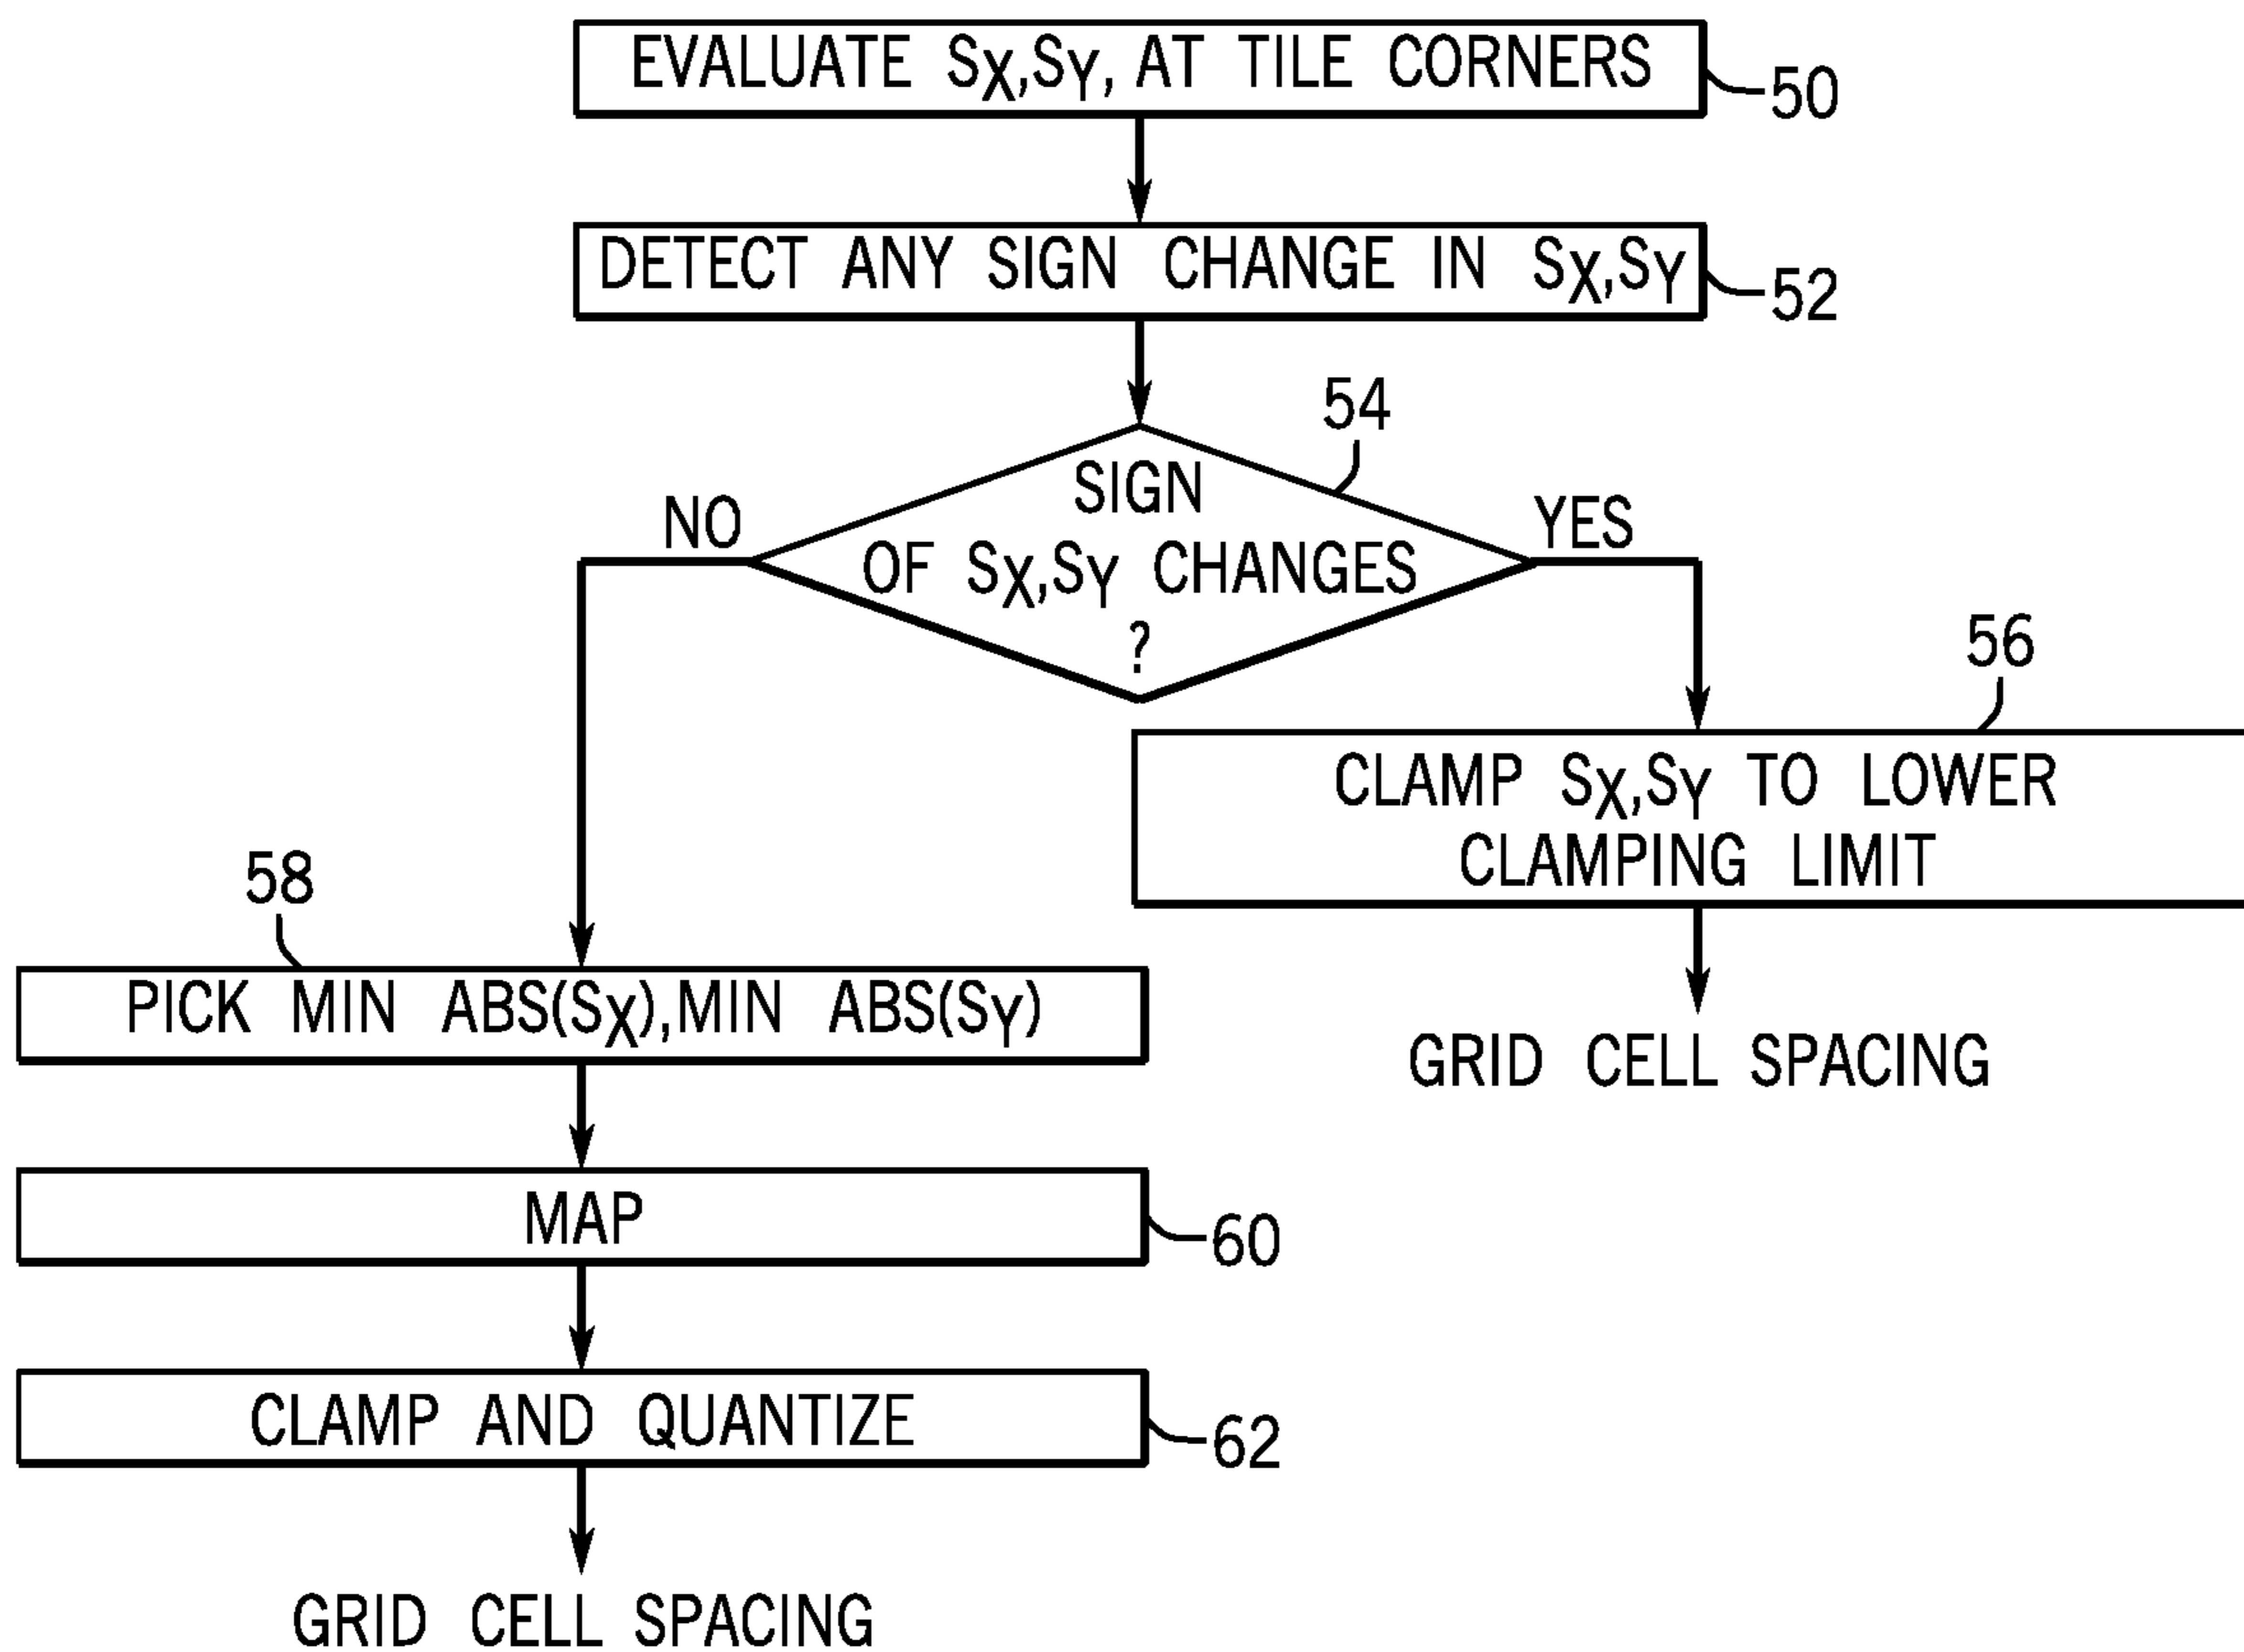 EVALUATE SX,SY, AT TILE CORNERS
50
DETECT ANY SIGN CHANGE IN SX,SY
52
54
SIGN
OF SX,SY CHANGES
?
NO
YES
56
CLAMP SX,SY TO LOWER
CLAMPING LIMIT
GRID CELL SPACING
58
PICK MIN ABS(SX),MIN ABS(SY)
MAP
60
CLAMP AND QUANTIZE
62
GRID CELL SPACING